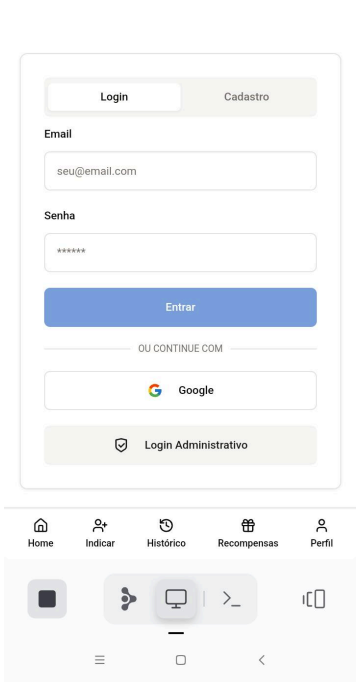 Login Cadastro
Email
seu@email.com
Senha
******
Entrar
OU CONTINUE COM
Google
Login Administrativo
Home Indicar Histórico Recompensas Perfil